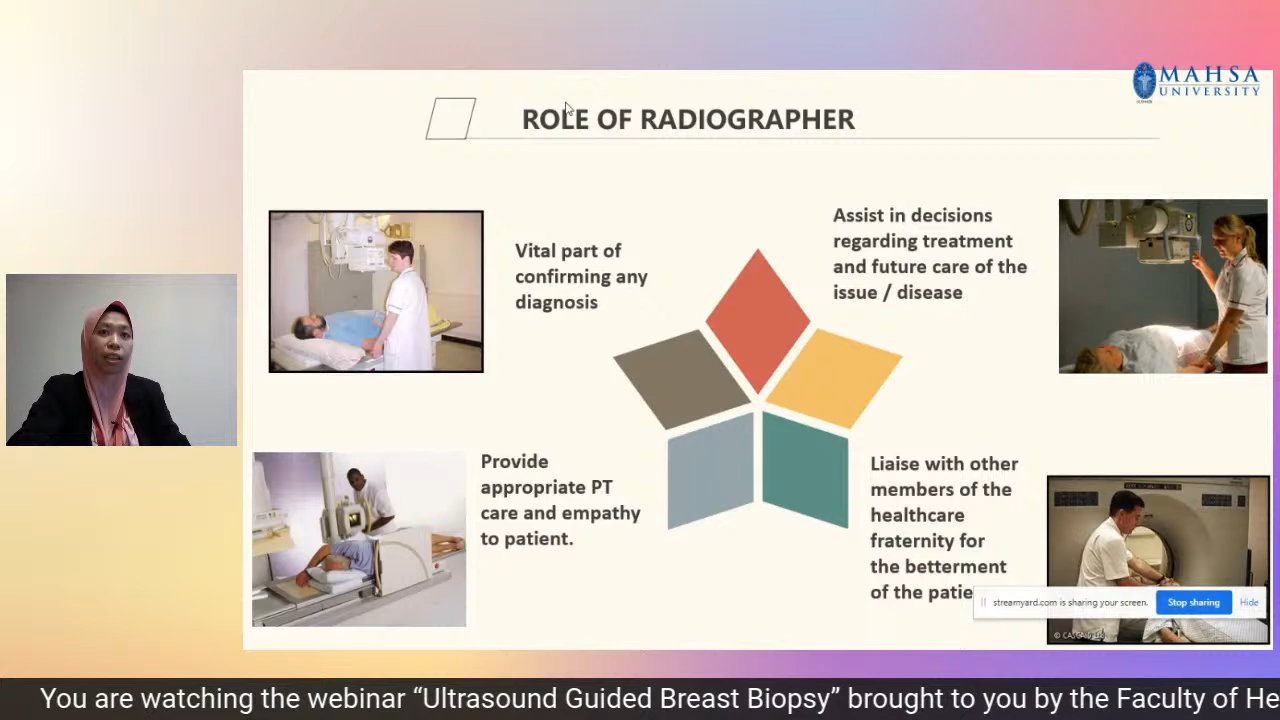 MAHSA
UNIVERSITY
ROLE OF RADIOGRAPHER
Vital part of
confirming any
diagnosis
Assist in decisions
regarding treatment
and future care of the
issue / disease
Provide
appropriate PT
care and empathy
to patient.
Liaise with other
members of the
healthcare
fraternity for
the betterment
of the patie
streamyard.com is sharing your screen.
Stop sharing
Hide
You are watching the webinar “Ultrasound Guided Breast Biopsy” brought to you by the Faculty of He